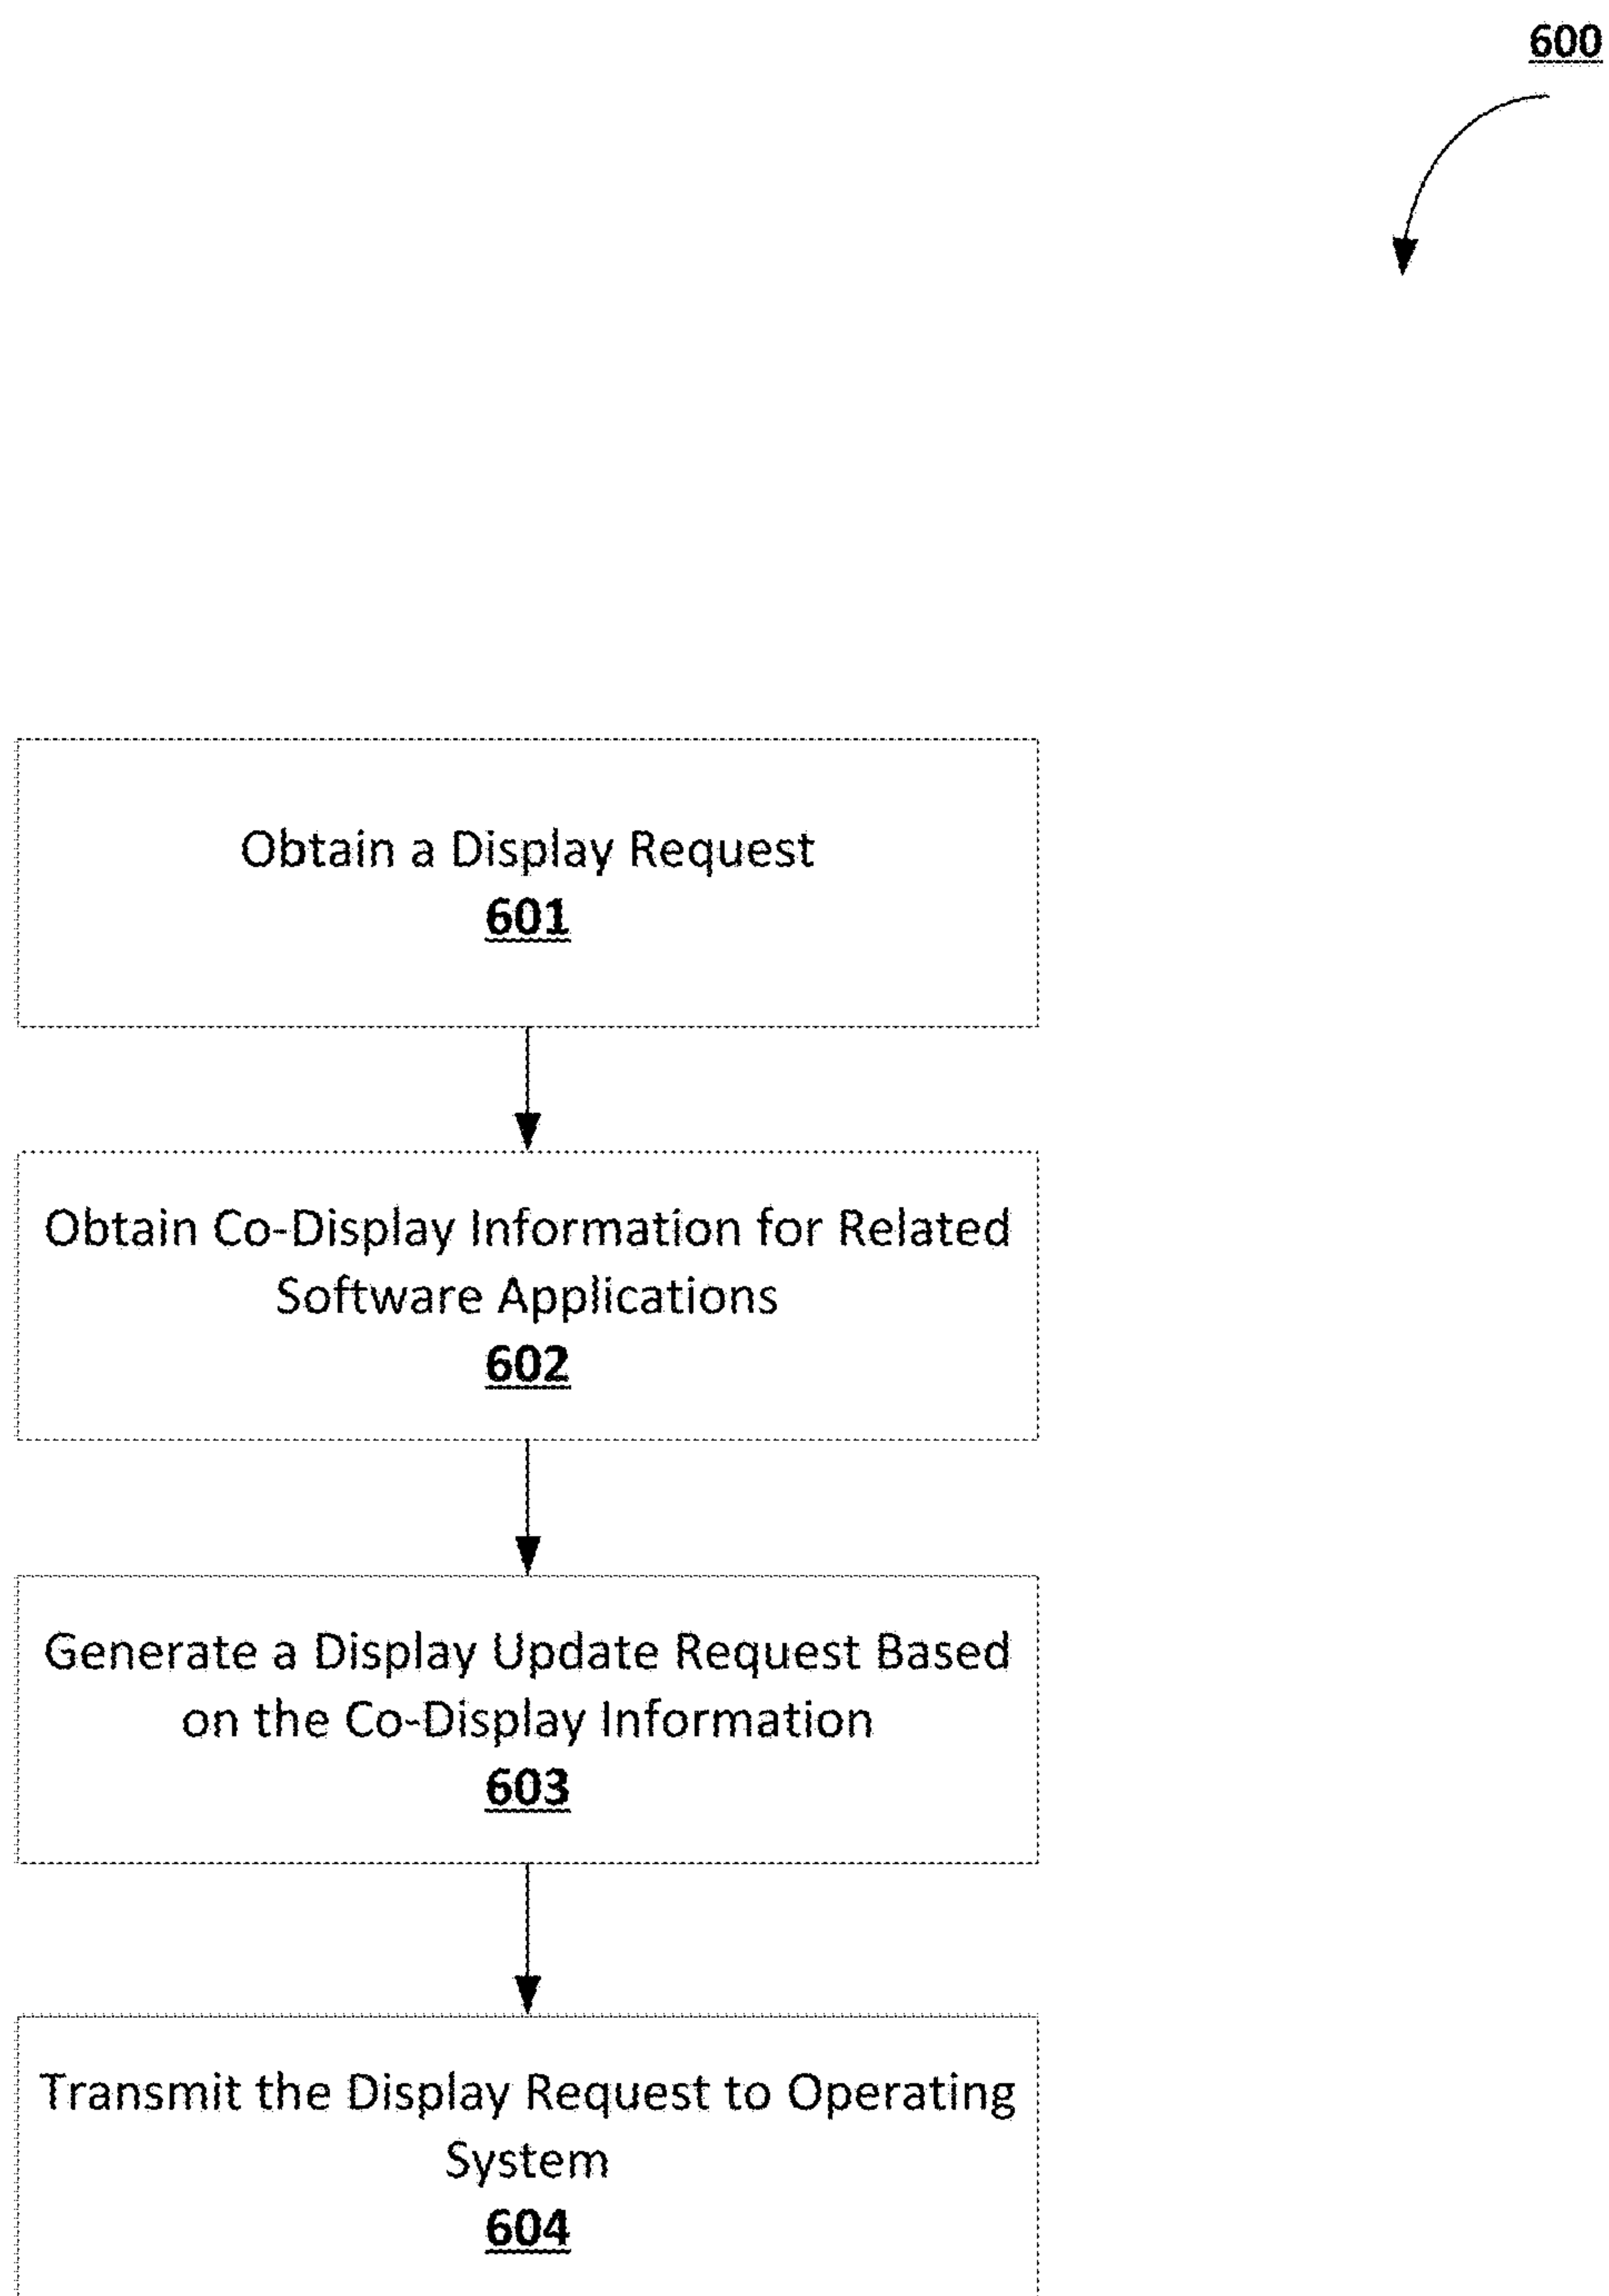 600
Obtain a Display Request
601
Obtain Co-Display Information for Related
Software Applications
602
Generate a Display Update Request Based
on the Co-Display Information
603
Transmit the Display Request to Operating
System
604